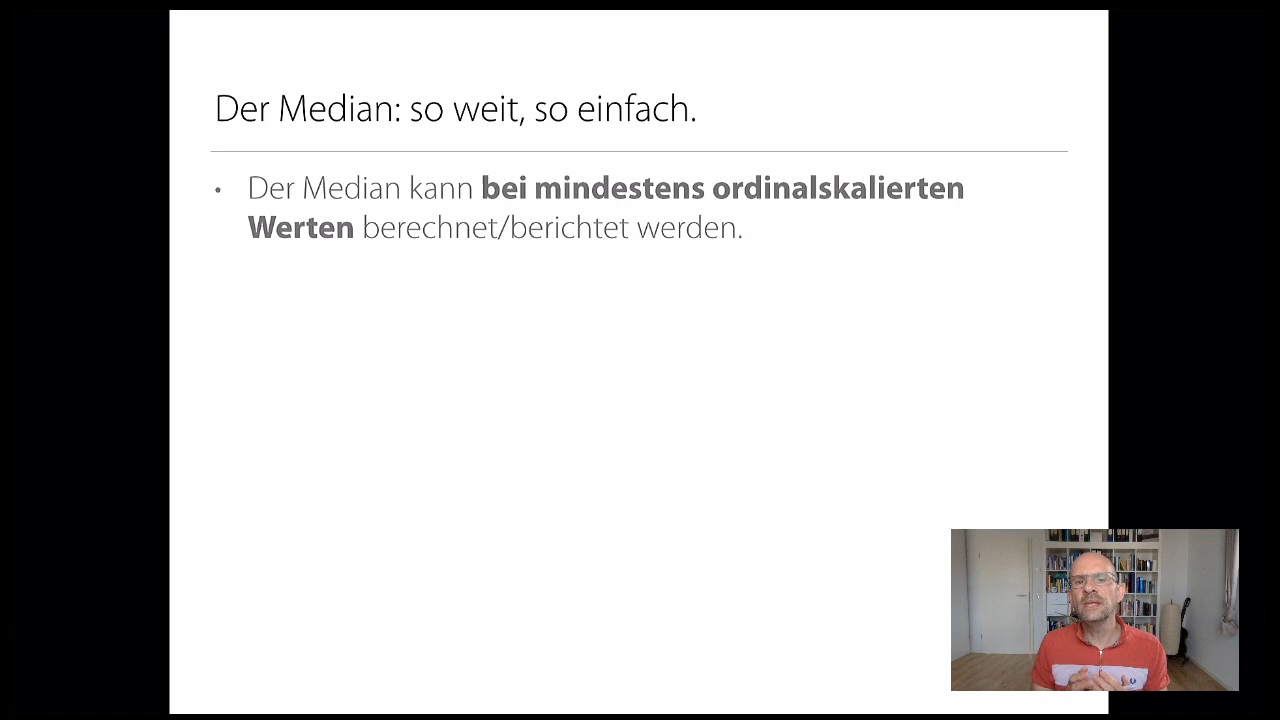 Der Median: so weit, so einfach.
• Der Median kann bei mindestens ordinalskalierten
Werten berechnet/berichtet werden.